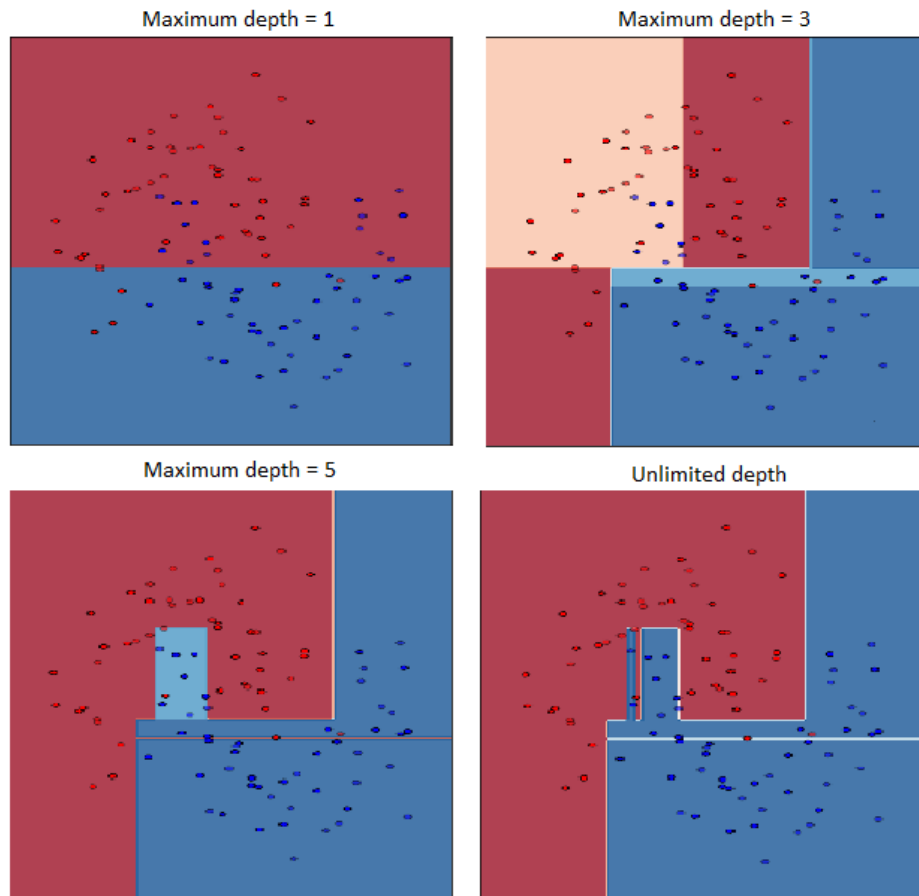 Maximum depth = 1
Maximum depth = 3
Maximum depth = 5
Unlimited depth